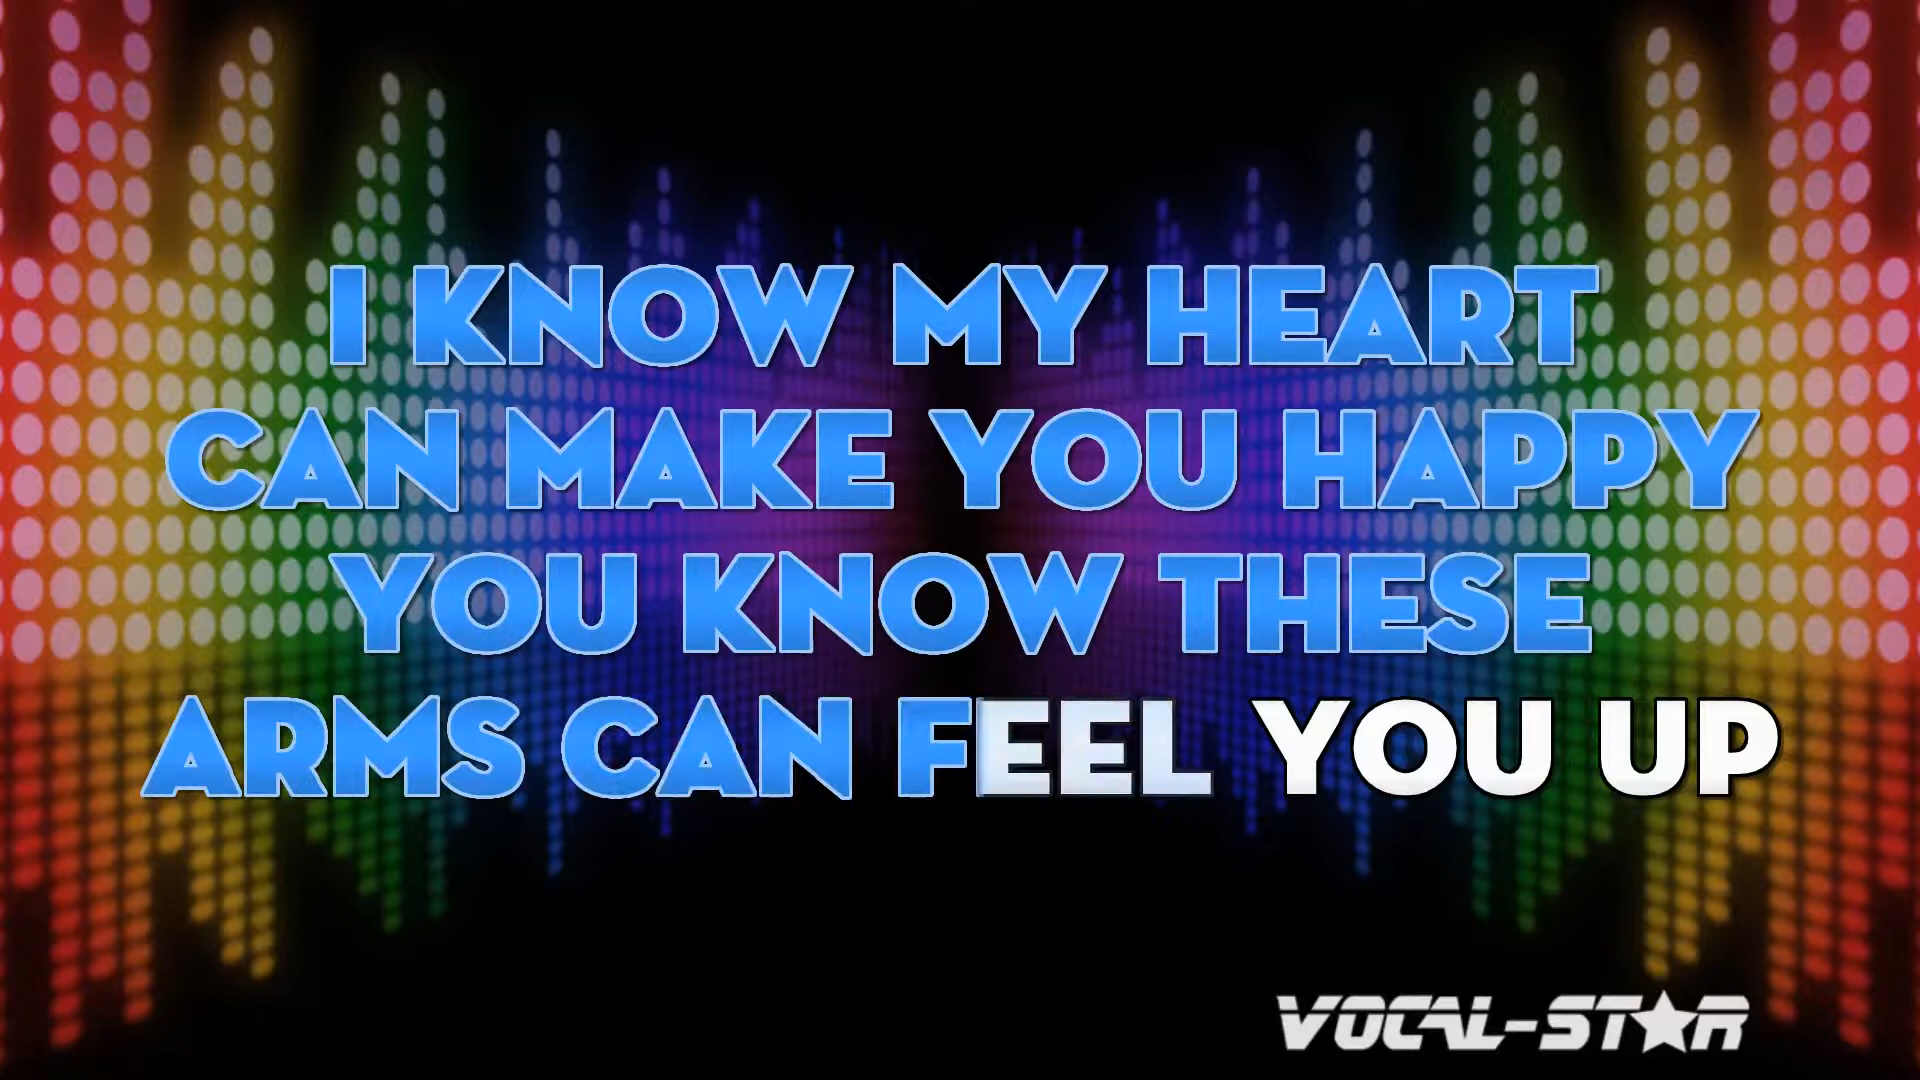 I KNOW MY HEART
CAN MAKE YOU HAPPY
YOU KNOW THESE
ARMS CAN FEEL YOU UP
VOCAL-STAR